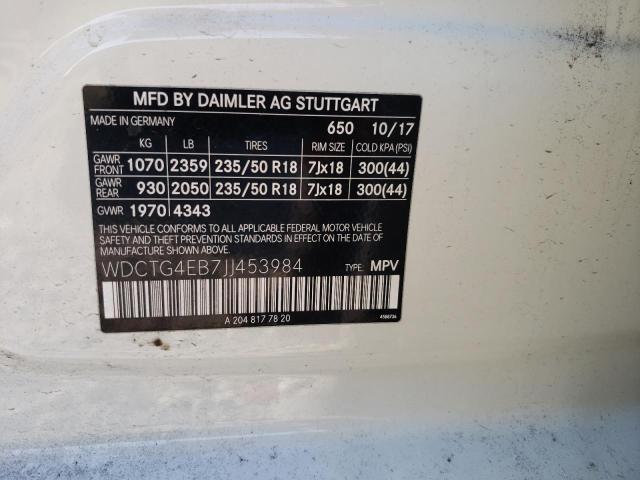 MFD BY DAIMLER AG STUTTGART
MADE IN GERMANY 650 10/17
KG LB TIRES RIM SIZE COLD KPA (PSI)
GAWR FRONT 1070 2359 235/50 R18 7Jx18 300(44)
GAWR REAR 930 2050 235/50 R18 7Jx18 300(44)
GVWR 1970 4343
THIS VEHICLE CONFORMS TO ALL APPLICABLE FEDERAL MOTOR VEHICLE
SAFETY STANDARDS IN EFFECT ON THE DATE OF MANUFACTURE SHOWN ABOVE.
WDCTG4EB7JJ453984 TYPE: MPV
A 204 817 78 20